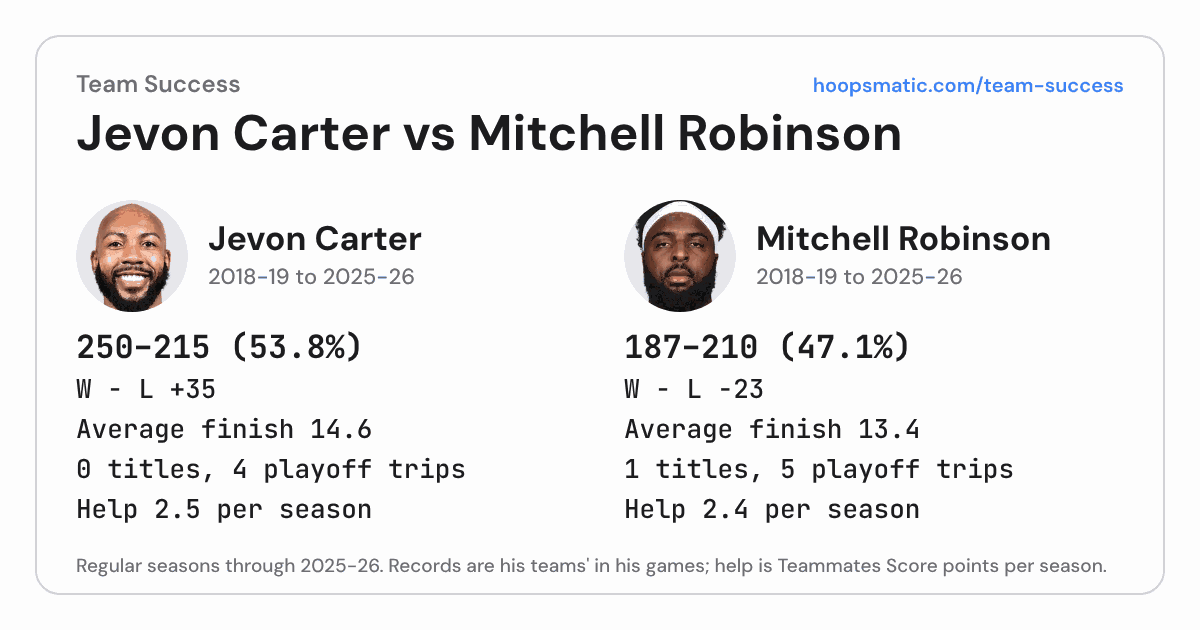 Team Success
hoopsmatic.com/team-success
Jevon Carter vs Mitchell Robinson
Jevon Carter
2018-19 to 2025-26
250-215 (53.8%)
W - L +35
Average finish 14.6
0 titles, 4 playoff trips
Help 2.5 per season
Mitchell Robinson
2018-19 to 2025-26
187-210 (47.1%)
W - L -23
Average finish 13.4
1 titles, 5 playoff trips
Help 2.4 per season
Regular seasons through 2025-26. Records are his teams' in his games; help is Teammates Score points per season.